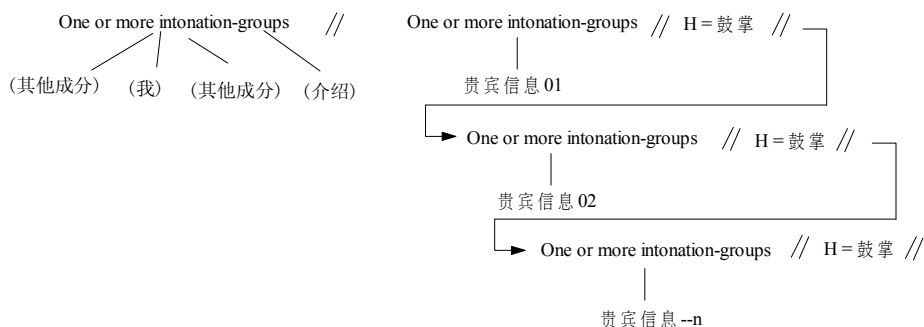 One or more intonation-groups //
(其他成分) (我) (其他成分) (介绍)
One or more intonation-groups // H = 鼓掌 //
贵宾信息 01
One or more intonation-groups // H = 鼓掌 //
贵宾信息 02
One or more intonation-groups // H = 鼓掌 //
贵宾信息 --n